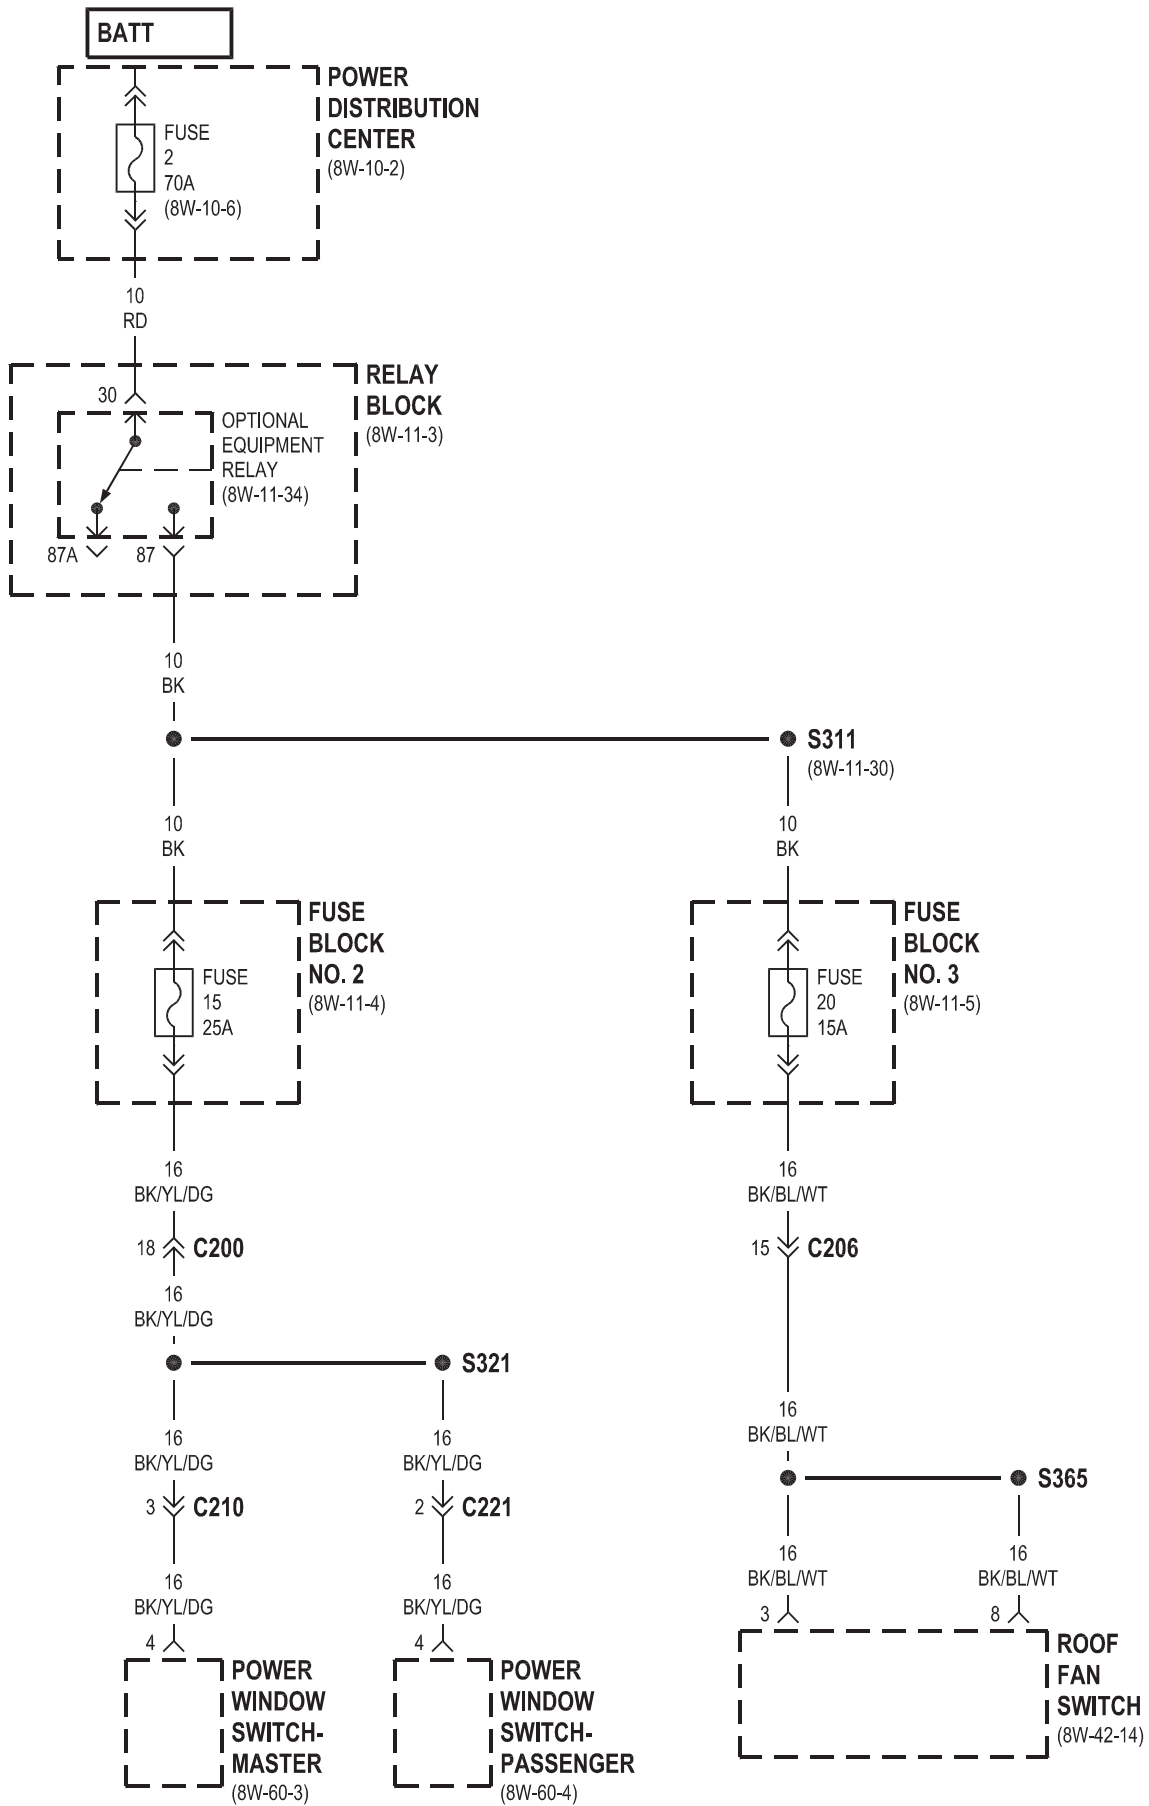 BATT
POWER
DISTRIBUTION
CENTER
(8W-10-2)
FUSE
2
70A
(8W-10-6)
10
RD
RELAY
BLOCK
(8W-11-3)
30
OPTIONAL
EQUIPMENT
RELAY
(8W-11-34)
87A
87
10
BK
S311
(8W-11-30)
10
BK
10
BK
FUSE
BLOCK
NO. 2
(8W-11-4)
FUSE
15
25A
FUSE
BLOCK
NO. 3
(8W-11-5)
FUSE
20
15A
16
BK/YL/DG
16
BK/BL/WT
18
C200
15
C206
16
BK/YL/DG
S321
16
BK/YL/DG
16
BK/YL/DG
16
BK/BL/WT
S365
3
C210
2
C221
16
BK/YL/DG
16
BK/YL/DG
16
BK/BL/WT
16
BK/BL/WT
3
8
4
4
POWER
WINDOW
SWITCH-
MASTER
(8W-60-3)
POWER
WINDOW
SWITCH-
PASSENGER
(8W-60-4)
ROOF
FAN
SWITCH
(8W-42-14)